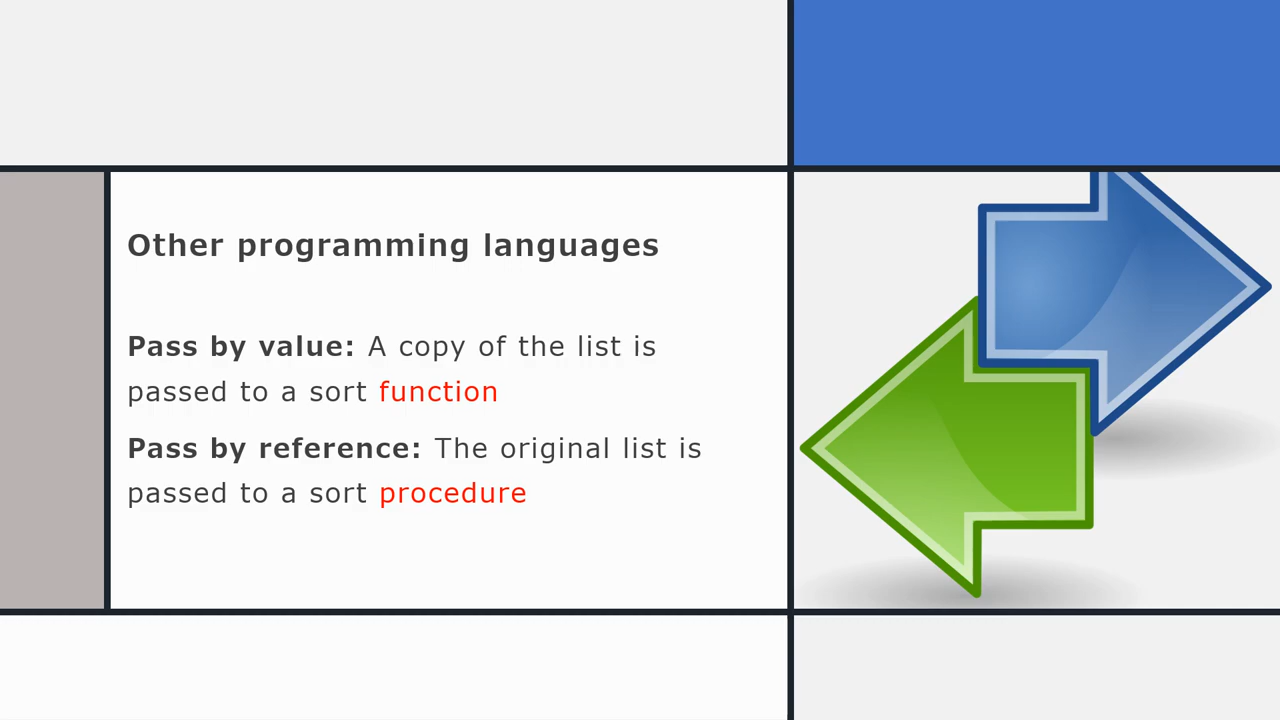 Other programming languages
Pass by value: A copy of the list is
passed to a sort function
Pass by reference: The original list is
passed to a sort procedure